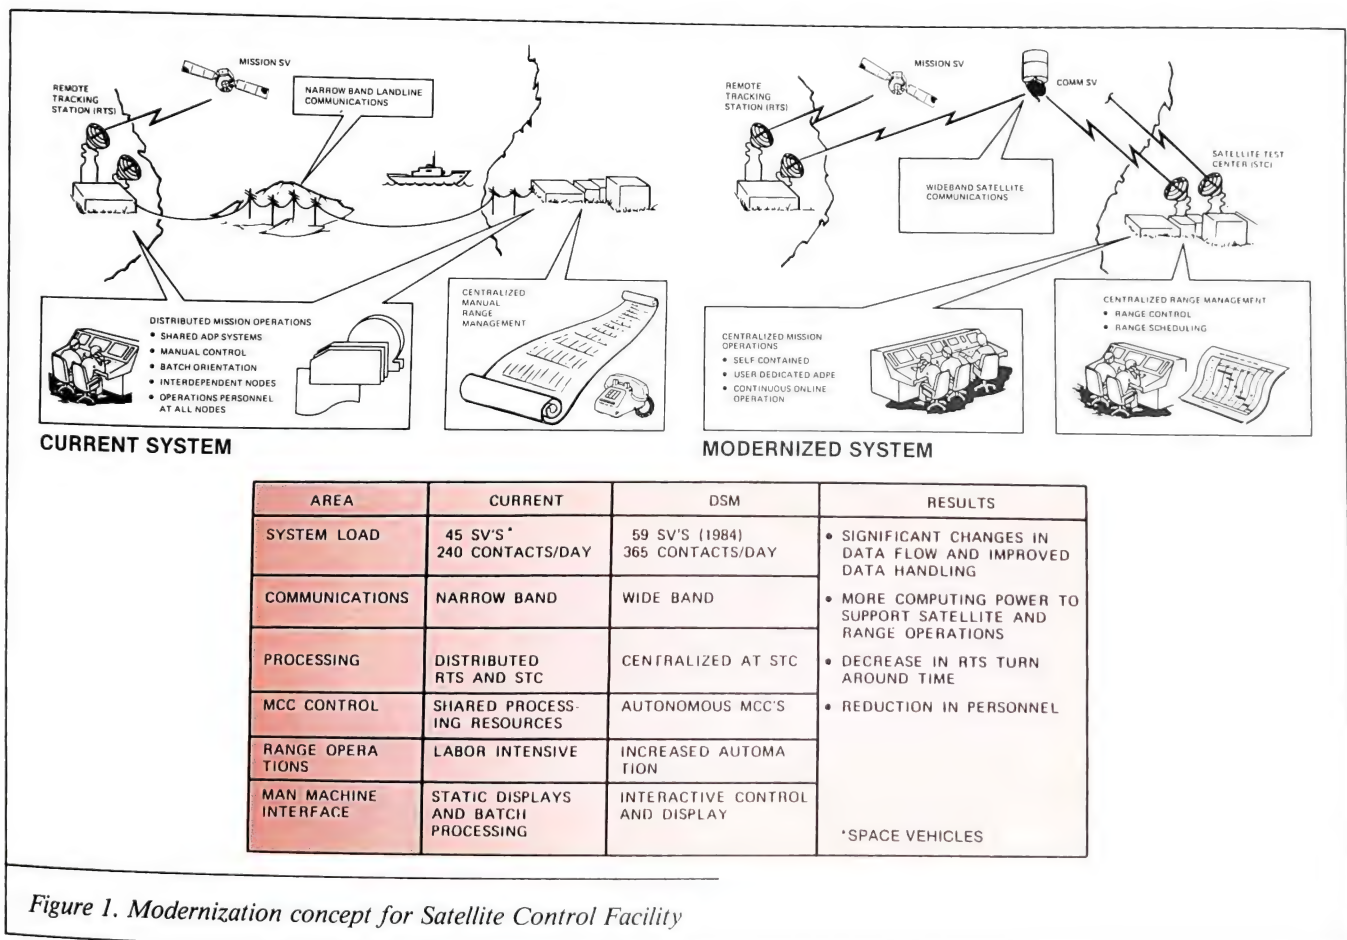 MISSION SV
REMOTE
TRACKING
STATION (RTS)
NARROW BAND LANDLINE
COMMUNICATIONS
DISTRIBUTED MISSION OPERATIONS
• SHARED ADP SYSTEMS
• MANUAL CONTROL
• BATCH ORIENTATION
• INTERDEPENDENT NODES
• OPERATIONS PERSONNEL
AT ALL NODES
CENTRALIZED
MANUAL
RANGE
MANAGEMENT
CURRENT SYSTEM
MISSION SV
COMM SV
REMOTE
TRACKING
STATION (RTS)
SATELLITE TEST
CENTER (STC)
WIDEBAND SATELLITE
COMMUNICATIONS
CENTRALIZED MISSION
OPERATIONS
• SELF CONTAINED
• USER DEDICATED ADPE
• CONTINUOUS ONLINE
OPERATION
CENTRALIZED RANGE MANAGEMENT
• RANGE CONTROL
• RANGE SCHEDULING
MODERNIZED SYSTEM
AREA CURRENT DSM RESULTS
SYSTEM LOAD
45 SV'S*
240 CONTACTS/DAY
59 SV'S (1984)
365 CONTACTS/DAY
COMMUNICATIONS
NARROW BAND
WIDE BAND
PROCESSING
DISTRIBUTED
RTS AND STC
CENTRALIZED AT STC
MCC CONTROL
SHARED PROCESS-
ING RESOURCES
AUTONOMOUS MCC'S
RANGE OPERA
TIONS
LABOR INTENSIVE
INCREASED AUTOMA
TION
MAN MACHINE
INTERFACE
STATIC DISPLAYS
AND BATCH
PROCESSING
INTERACTIVE CONTROL
AND DISPLAY
• SIGNIFICANT CHANGES IN
DATA FLOW AND IMPROVED
DATA HANDLING
• MORE COMPUTING POWER TO
SUPPORT SATELLITE AND
RANGE OPERATIONS
• DECREASE IN RTS TURN
AROUND TIME
• REDUCTION IN PERSONNEL
*SPACE VEHICLES
Figure 1. Modernization concept for Satellite Control Facility